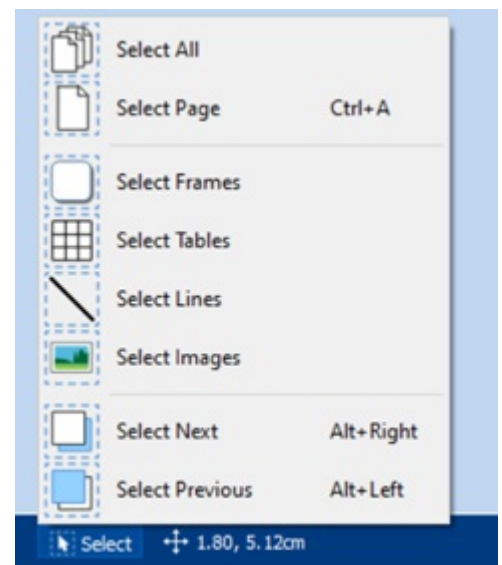 Select All
Select Page Ctrl+A
Select Frames
Select Tables
Select Lines
Select Images
Select Next Alt+Right
Select Previous Alt+Left
Select 1.80, 5.12cm